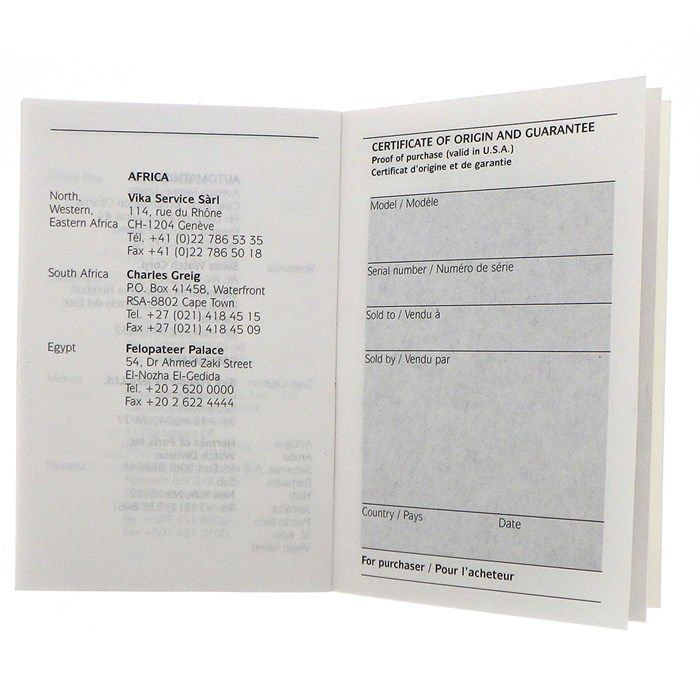 AFRICA
North, Vika Service Sàrl
Western, 114, rue du Rhône
Eastern Africa CH-1204 Genève
Tél. +41 (0)22 786 53 35
Fax +41 (0)22 786 50 18
South Africa Charles Greig
P.O. Box 41458, Waterfront
RSA-8802 Cape Town
Tel. +27 (021) 418 45 15
Fax +27 (021) 418 45 09
Egypt Felopateer Palace
54, Dr Ahmed Zaki Street
El-Nozha El-Gedida
Tel. +20 2 620 0000
Fax +20 2 622 4444
CERTIFICATE OF ORIGIN AND GUARANTEE
Proof of purchase (valid in U.S.A.)
Certificat d'origine et de garantie
Model / Modèle
Serial number / Numéro de série
Sold to / Vendu à
Sold by / Vendu par
Country / Pays Date
For purchaser / Pour l'acheteur